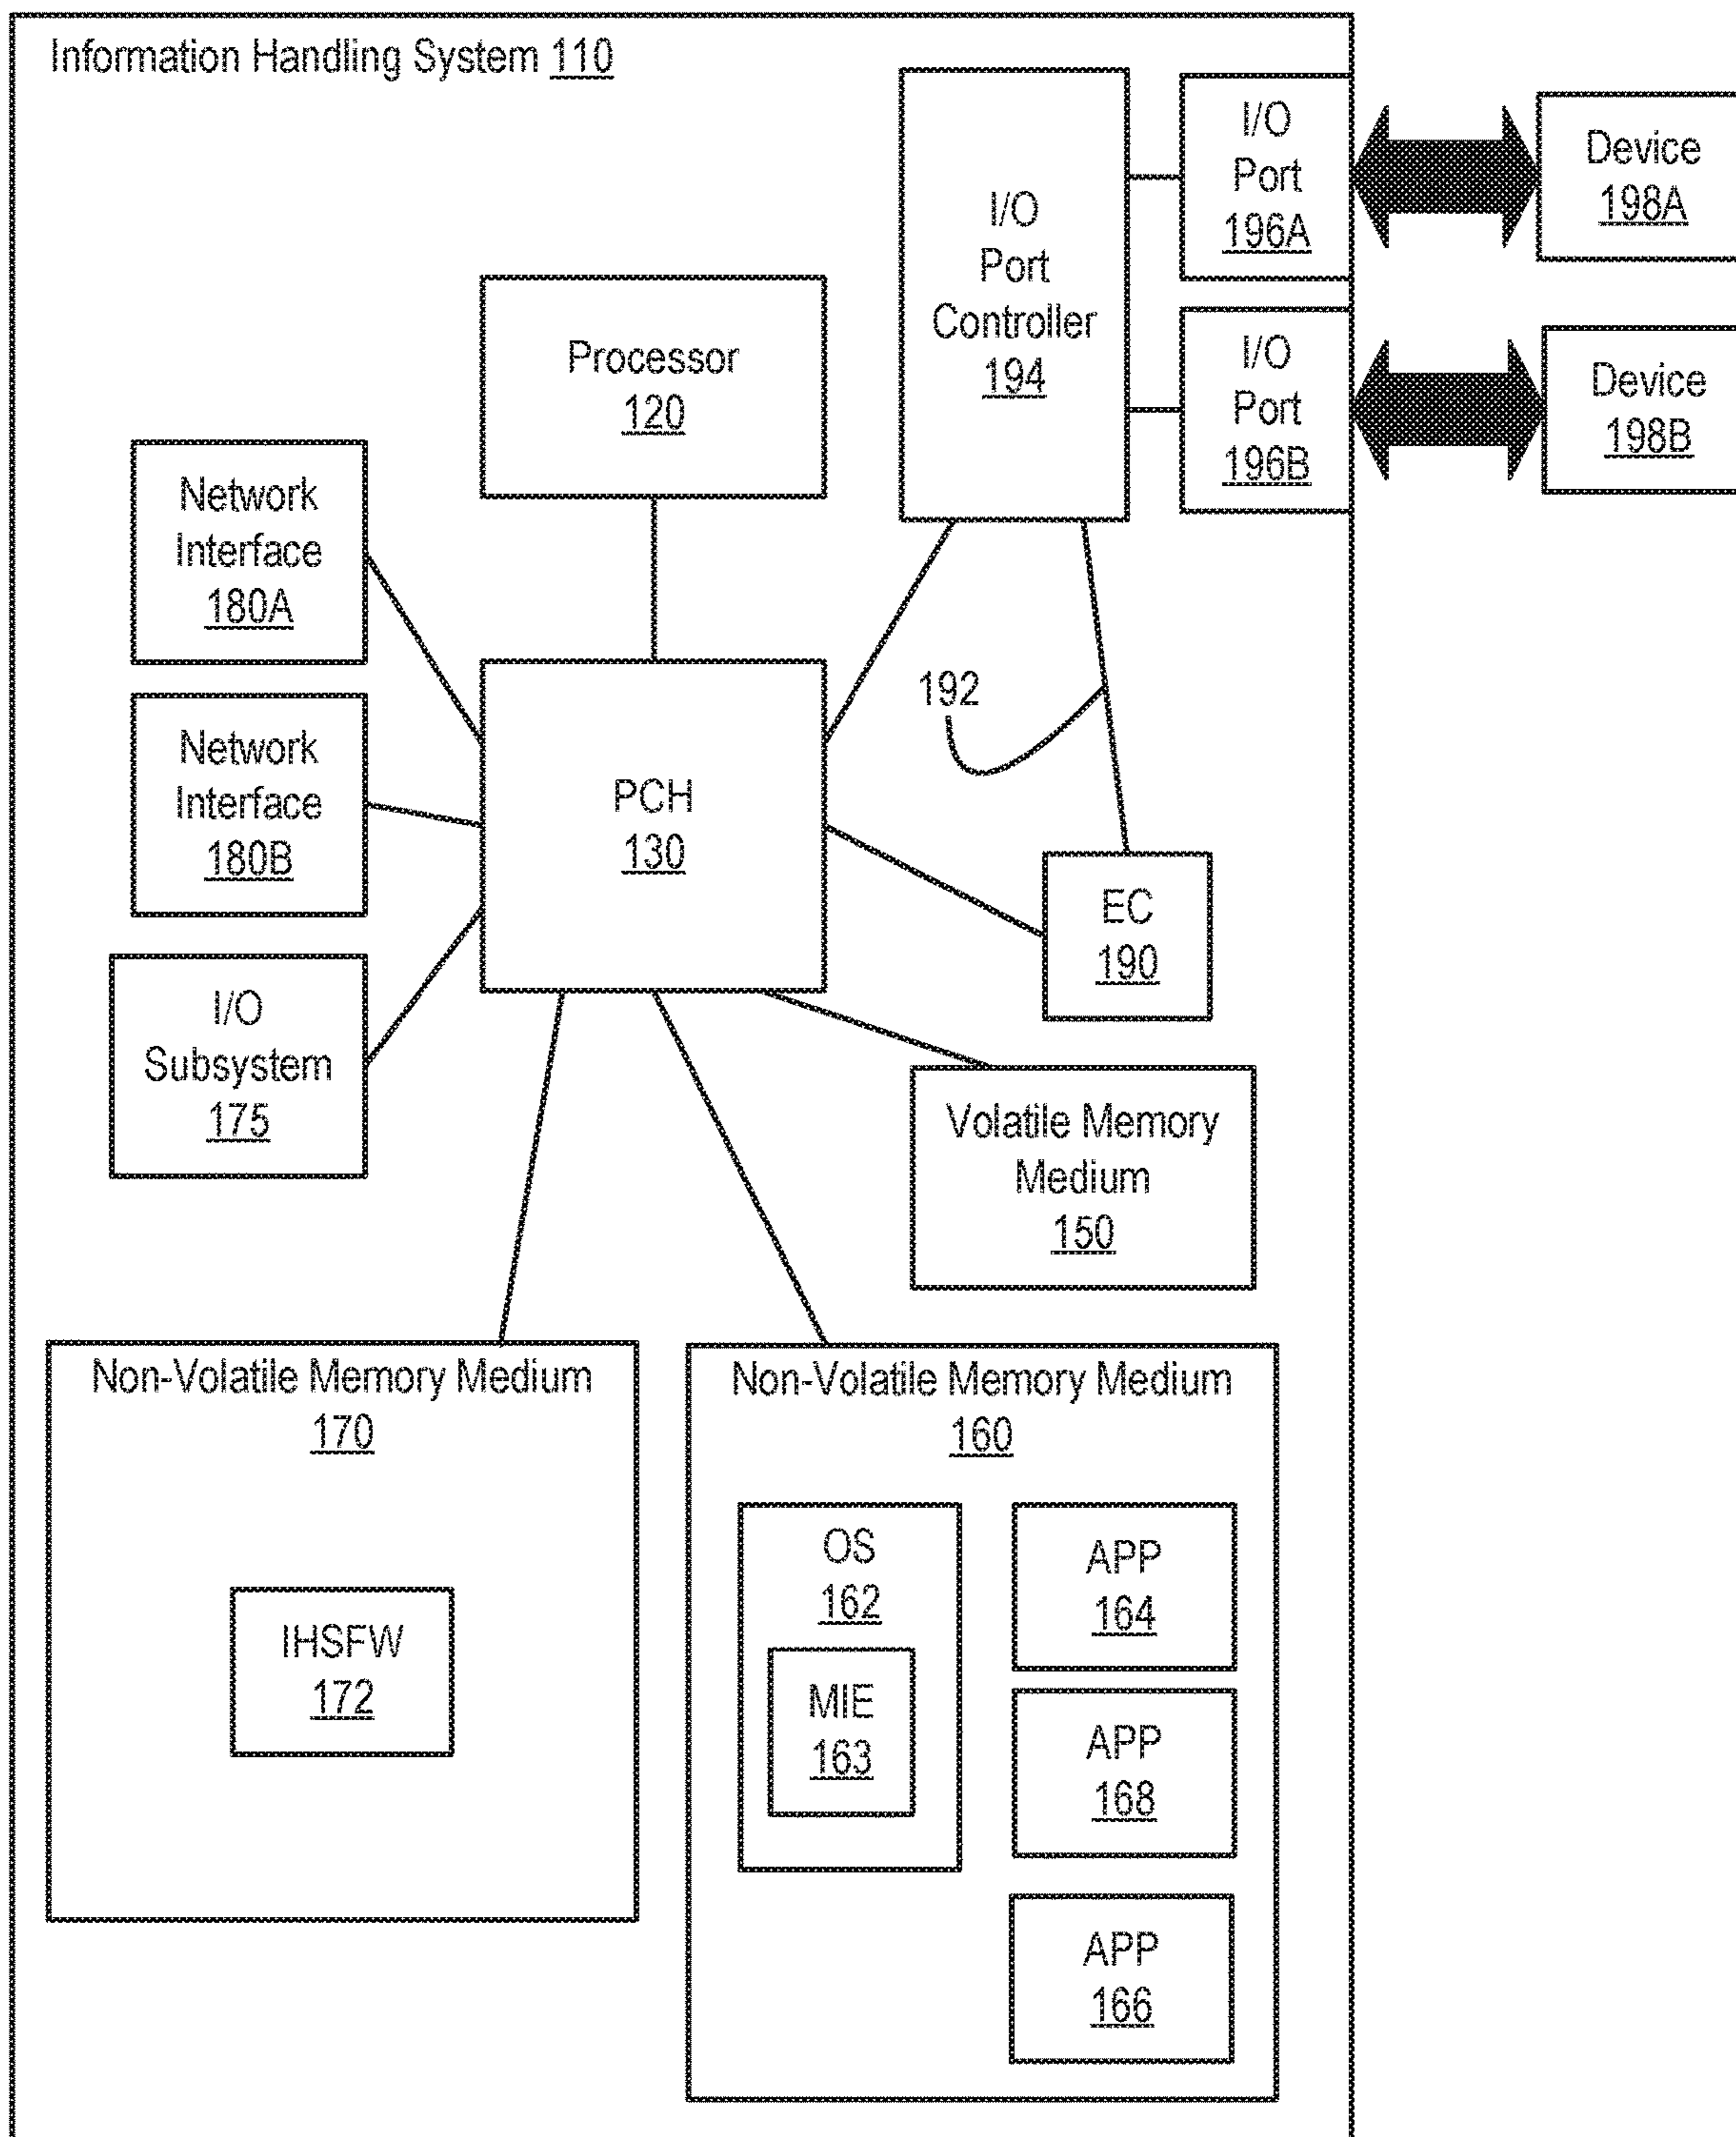 Information Handling System 110
I/O
Port
Controller
194
I/O
Port
196A
Device
198A
I/O
Port
196B
Device
198B
Processor
120
Network
Interface
180A
Network
Interface
180B
PCH
130
192
EC
190
I/O
Subsystem
175
Volatile Memory
Medium
150
Non-Volatile Memory Medium
170
IHSFW
172
Non-Volatile Memory Medium
160
OS
162
MIE
163
APP
164
APP
168
APP
166